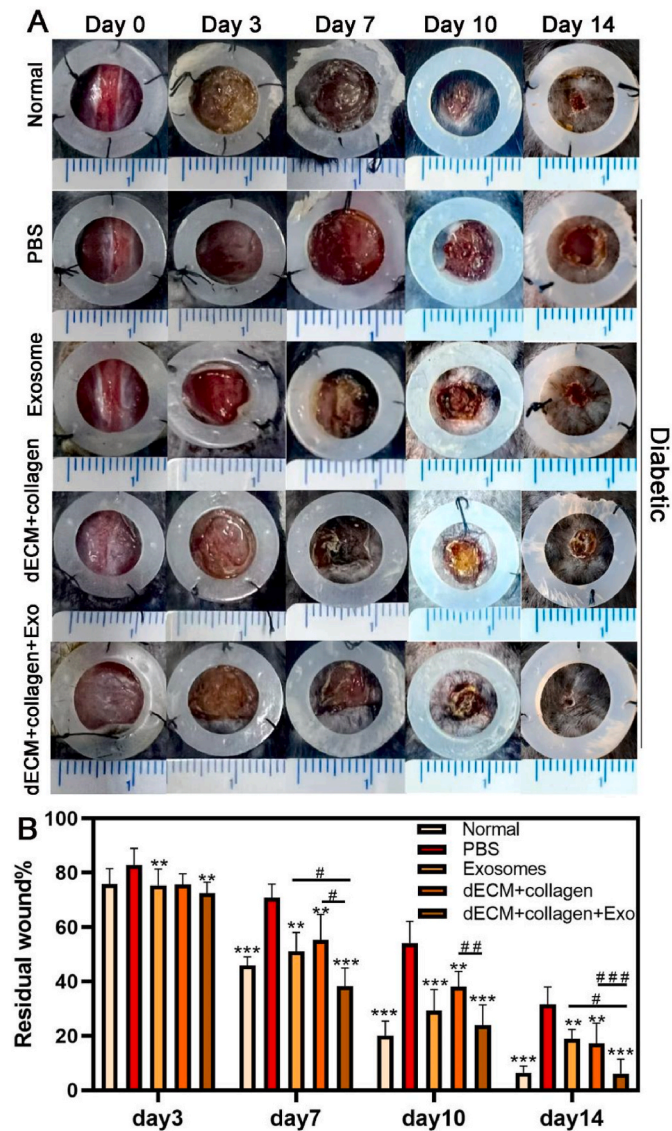 A
Day 0 Day 3 Day 7 Day 10 Day 14
Normal
PBS
Exosome
dECM+collagen
dECM+collagen+Exo
Diabetic
B
Residual wound%
100
80
60
40
20
0
Normal
PBS
Exosomes
dECM+collagen
dECM+collagen+Exo
** **
*** ** ** *** # #
*** *** ** *** ##
*** ** ** *** # ###
day3 day7 day10 day14